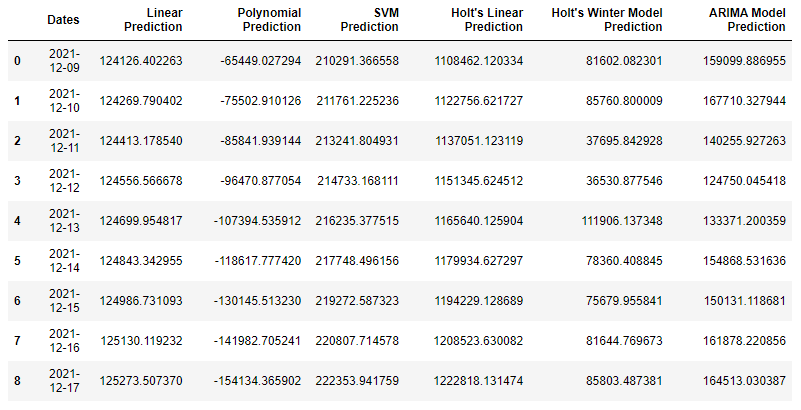 Dates Linear Prediction Polynomial Prediction SVM Prediction Holt's Linear Prediction Holt's Winter Model Prediction ARIMA Model Prediction
0 2021-12-09 124126.402263 -65449.027294 210291.366558 1108462.120334 81602.082301 159099.886955
1 2021-12-10 124269.790402 -75502.910126 211761.225236 1122756.621727 85760.800009 167710.327944
2 2021-12-11 124413.178540 -85841.939144 213241.804931 1137051.123119 37695.842928 140255.927263
3 2021-12-12 124556.566678 -96470.877054 214733.168111 1151345.624512 36530.877546 124750.045418
4 2021-12-13 124699.954817 -107394.535912 216235.377515 1165640.125904 111906.137348 133371.200359
5 2021-12-14 124843.342955 -118617.777420 217748.496156 1179934.627297 78360.408845 154868.531636
6 2021-12-15 124986.731093 -130145.513230 219272.587323 1194229.128689 75679.955841 150131.118681
7 2021-12-16 125130.119232 -141982.705241 220807.714578 1208523.630082 81644.769673 161878.220856
8 2021-12-17 125273.507370 -154134.365902 222353.941759 1222818.131474 85803.487381 164513.030387